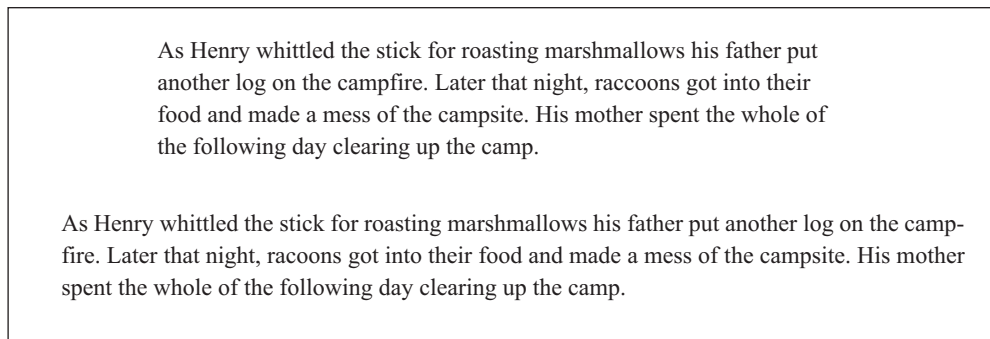 As Henry whittled the stick for roasting marshmallows his father put
another log on the campfire. Later that night, raccoons got into their
food and made a mess of the campsite. His mother spent the whole of
the following day clearing up the camp.
As Henry whittled the stick for roasting marshmallows his father put another log on the camp-
fire. Later that night, racoons got into their food and made a mess of the campsite. His mother
spent the whole of the following day clearing up the camp.